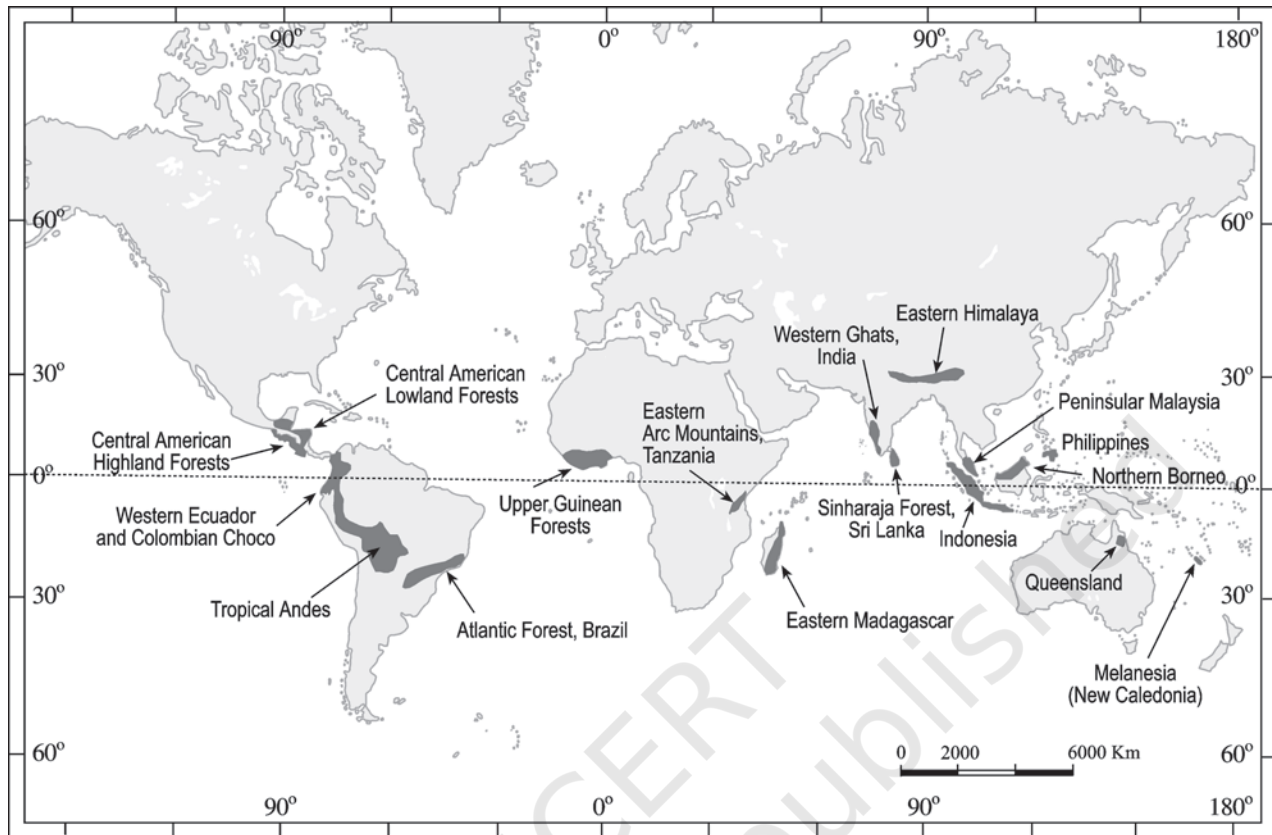 90º
0º
90º
180º
60º
60º
Eastern Himalaya
Western Ghats,
India
30º
30º
Central American
Lowland Forests
Peninsular Malaysia
Eastern
Arc Mountains,
Tanzania
Central American
Highland Forests
Philippines
Northern Borneo
0º
0º
Western Ecuador
and Colombian Choco
Upper Guinean
Forests
Sinharaja Forest,
Sri Lanka
Indonesia
Queensland
Tropical Andes
30º
30º
Atlantic Forest, Brazil
Eastern Madagascar
Melanesia
(New Caledonia)
0 2000 6000 Km
60º
60º
90º
0º
90º
180º
CERT
published